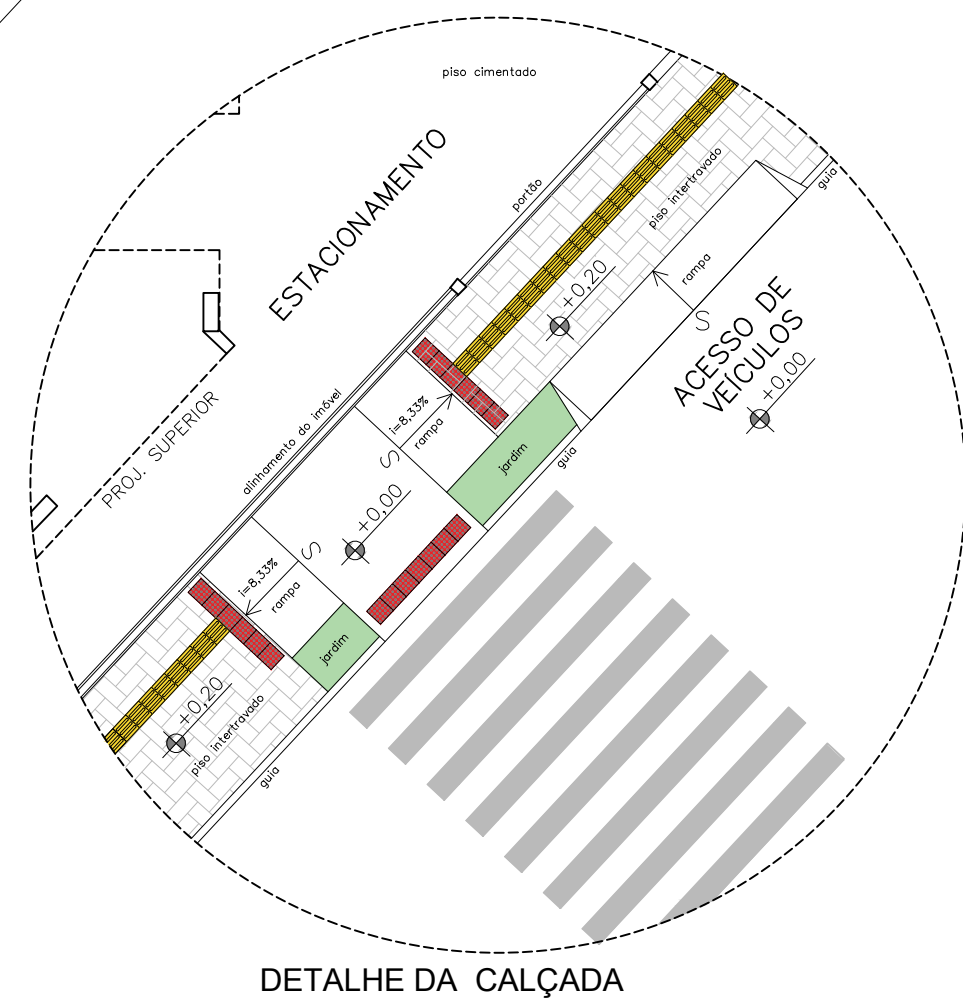 piso cimentado
ESTACIONAMENTO
portão
piso intertravado
guia
rampa
S
+0,20
ACESSO DE
VEÍCULOS
+0,00
PROJ. SUPERIOR
alinhamento do imóvel
i=8,33%
rampa
S
jardim
guia
+0,00
S
i=8,33%
rampa
jardim
+0,20
piso intertravado
guia
DETALHE DA CALÇADA